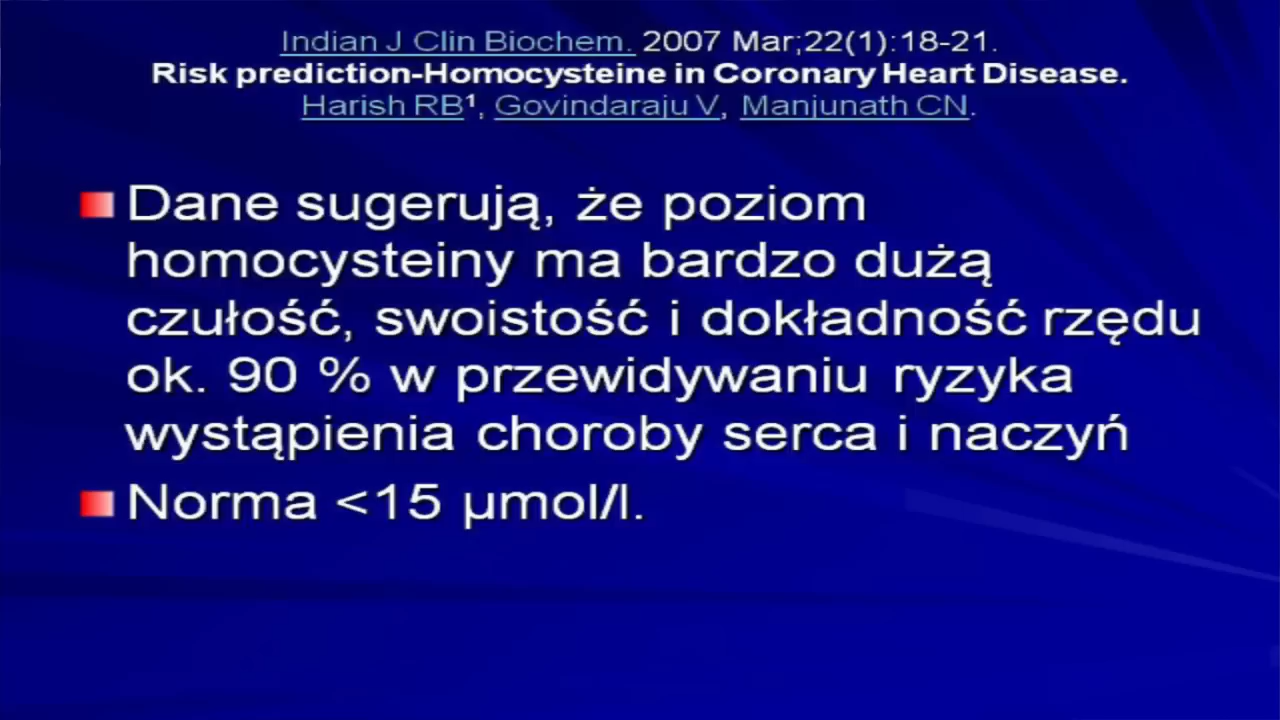 Indian J Clin Biochem. 2007 Mar;22(1):18-21.
Risk prediction-Homocysteine in Coronary Heart Disease.
Harish RB¹, Govindaraju V, Manjunath CN.
Dane sugerują, że poziom
homocysteiny ma bardzo dużą
czułość, swoistość i dokładność rzędu
ok. 90 % w przewidywaniu ryzyka
wystąpienia choroby serca i naczyń
Norma <15 µmol/l.